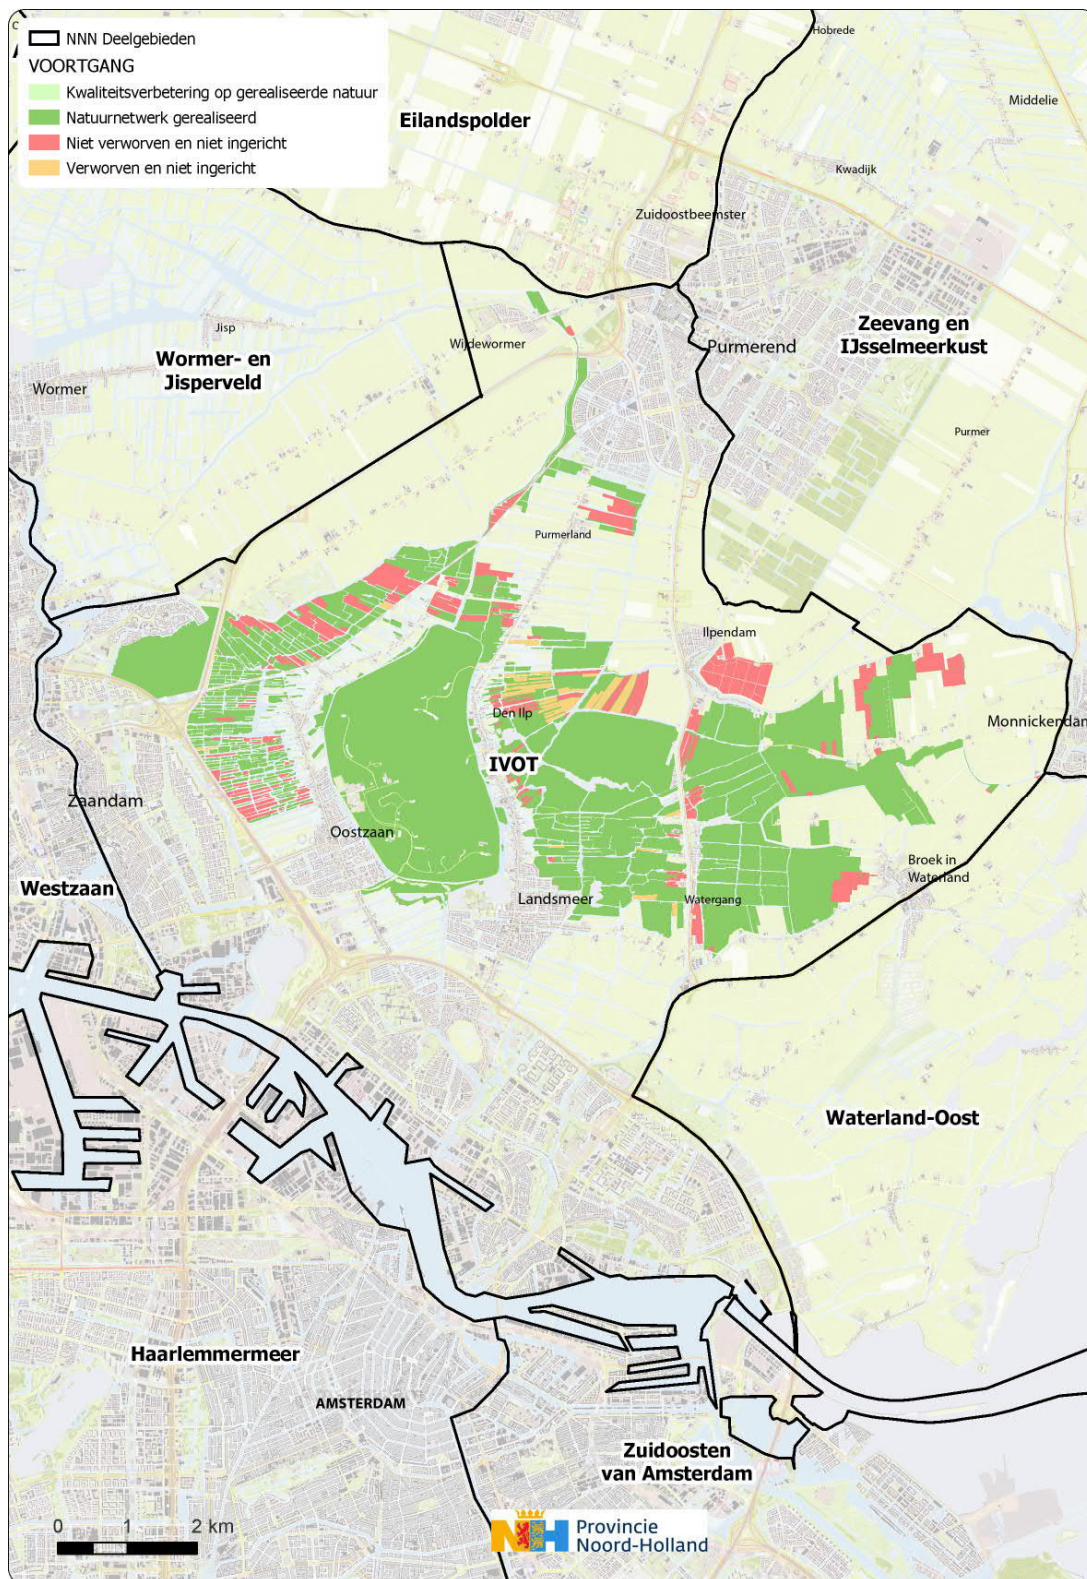 NNN Deelgebieden
VOORTGANG
Kwaliteitsverbetering op gerealiseerde natuur
Natuurnetwerk gerealiseerd
Niet verworven en niet ingericht
Verworven en niet ingericht
Hobrede
Middelie
Eilandspolder
Kwadijk
Zuidoostbeemster
Jisp
Wijdewormer
Purmerend
Zeevang en
IJsselmeerkust
Wormer- en
Jisperveld
Wormer
Purmer
Purmerland
Ilpendam
Den Ilp
Monnickendam
IVOT
Zaandam
Oostzaan
Broek in
Waterland
Westzaan
Landsmeer
Watergang
Waterland-Oost
Haarlemmermeer
AMSTERDAM
Zuidoosten
van Amsterdam
0 1 2 km
NH
Provincie
Noord-Holland